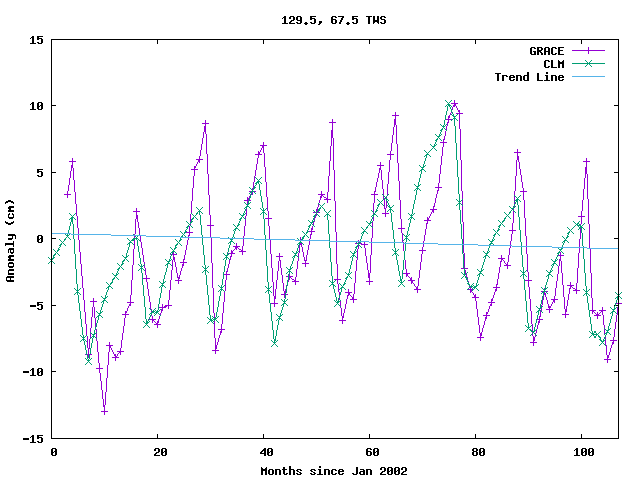 129.5, 67.5 TWS
GRACE
CLM
Trend Line
15
10
5
0
-5
-10
-15
Anomaly (cm)
0 20 40 60 80 100
Months since Jan 2002